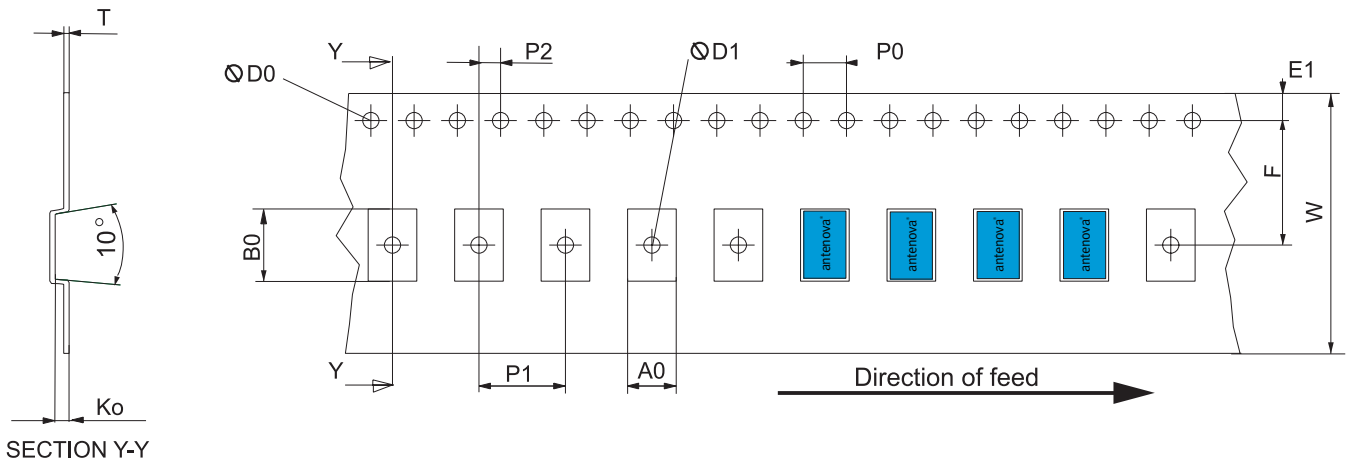 T
Y
P2
ØD1
P0
E1
ØD0
F
W
B0
10°
antenova®
antenova®
antenova®
antenova®
Y
P1
A0
Direction of feed
Ko
SECTION Y-Y